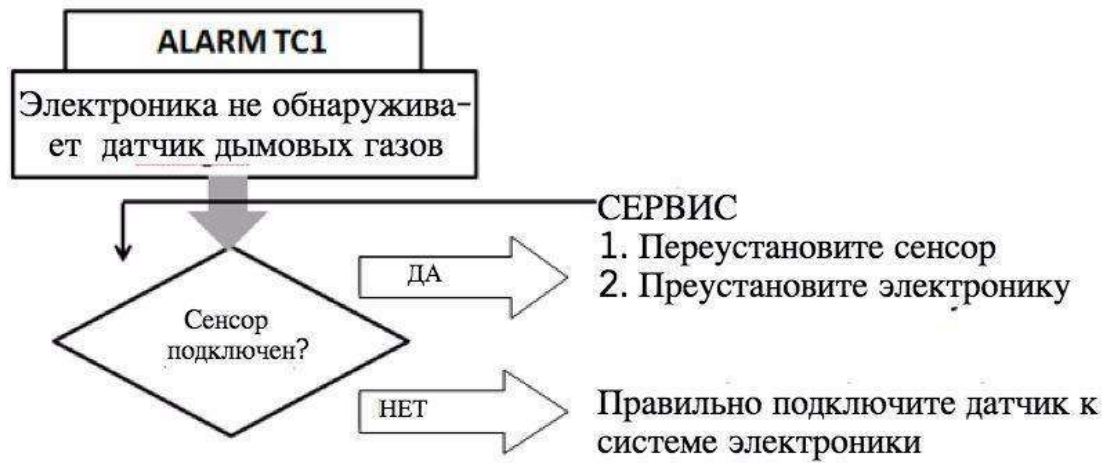 ALARM TC1
Электроника не обнаружива-
ет датчик дымовых газов
СЕРВИС
1. Переустановите сенсор
2. Преустановите электронику
ДА
Сенсор
подключен?
НЕТ
Правильно подключите датчик к
системе электроники